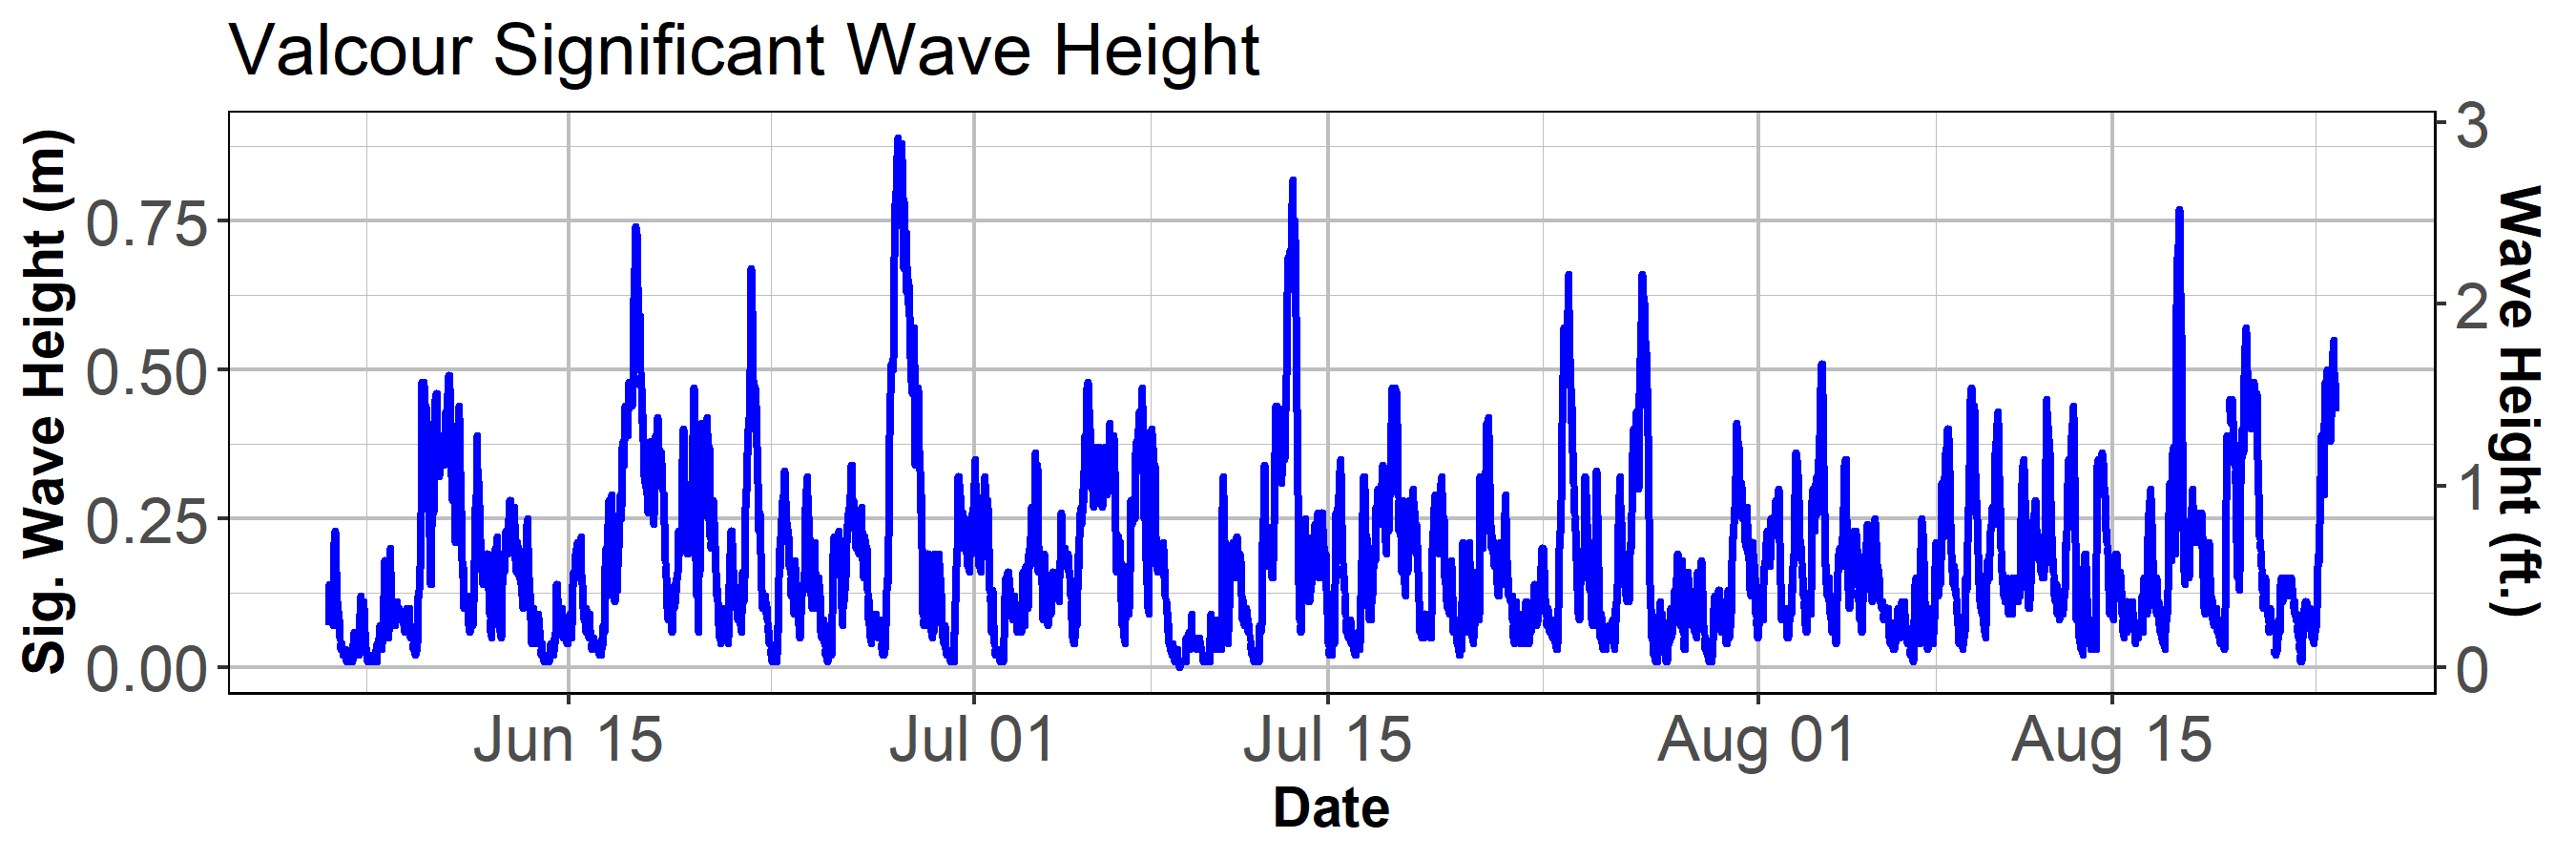 Valcour Significant Wave Height
Sig. Wave Height (m)
0.75
0.50
0.25
0.00
3
2
1
0
Wave Height (ft.)
Jun 15 Jul 01 Jul 15 Aug 01 Aug 15
Date